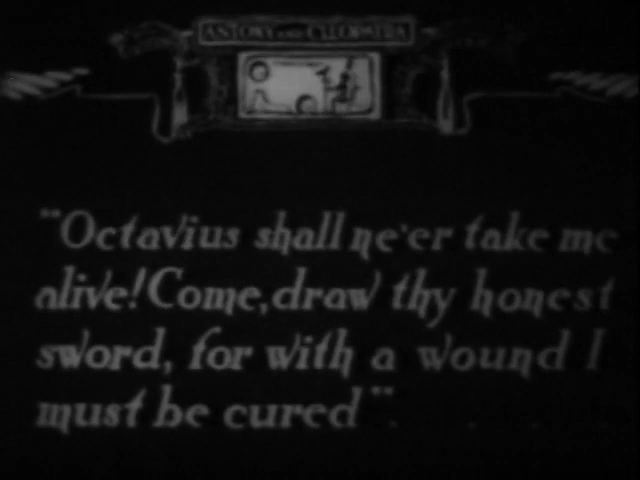 ANTONY AND CLEOPATRA
"Octavius shall ne'er take me
alive! Come, draw thy honest
sword, for with a wound I
must be cured".